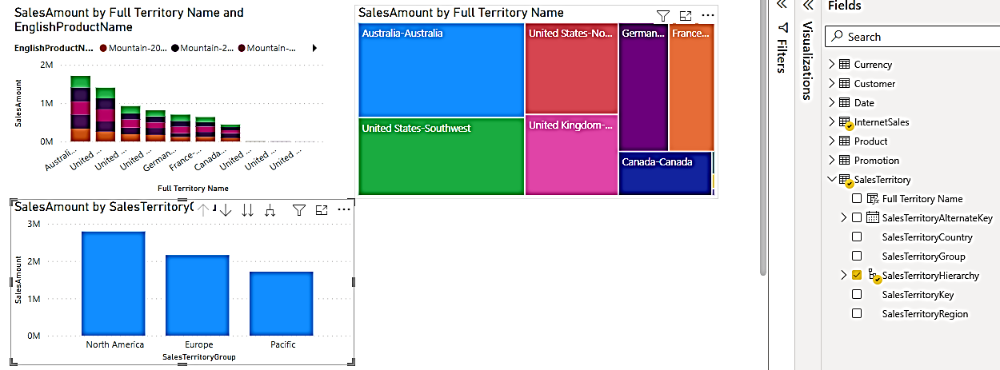 SalesAmount by Full Territory Name and
EnglishProductName
EnglishProductN... Mountain-20... Mountain-2... Mountain-...
2M
1M
0M
SalesAmount
Australi... United ... United ... United ... German... France-... Canada... United ... United ... United ...
Full Territory Name
SalesAmount by Full Territory Name
Australia-Australia
United States-No...
German...
France...
United States-Southwest
United Kingdom-...
Canada-Canada
SalesAmount by SalesTerritoryG
3M
2M
1M
0M
SalesAmount
North America Europe Pacific
SalesTerritoryGroup
Filters
Visualizations
Fields
Search
Currency
Customer
Date
InternetSales
Product
Promotion
SalesTerritory
Full Territory Name
SalesTerritoryAlternateKey
SalesTerritoryCountry
SalesTerritoryGroup
SalesTerritoryHierarchy
SalesTerritoryKey
SalesTerritoryRegion